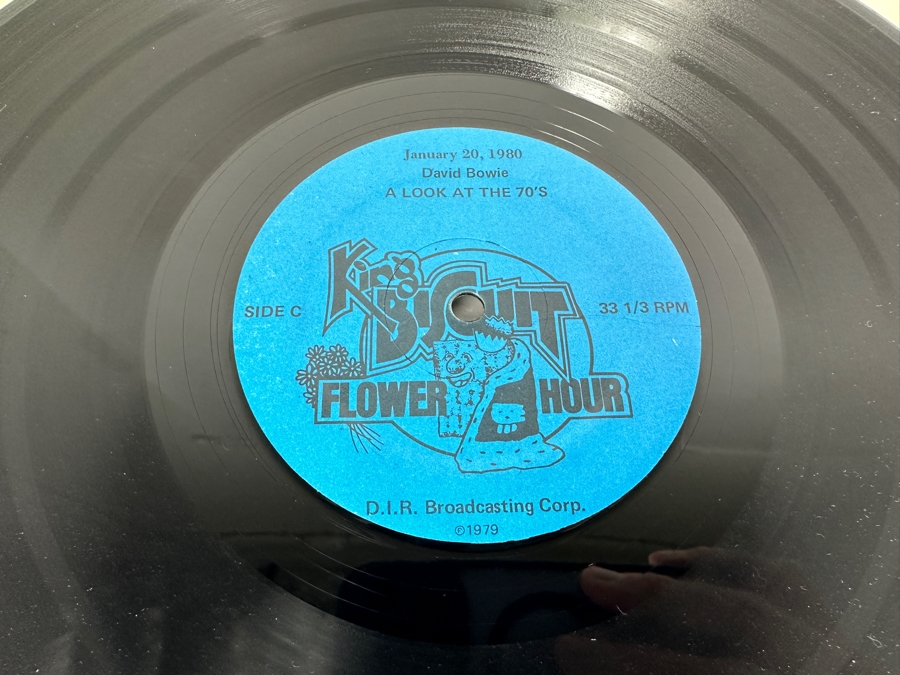 January 20, 1980
David Bowie
A LOOK AT THE 70'S
King
BISCUIT
SIDE C
33 1/3 RPM
FLOWER HOUR
D.I.R. Broadcasting Corp.
℗1979